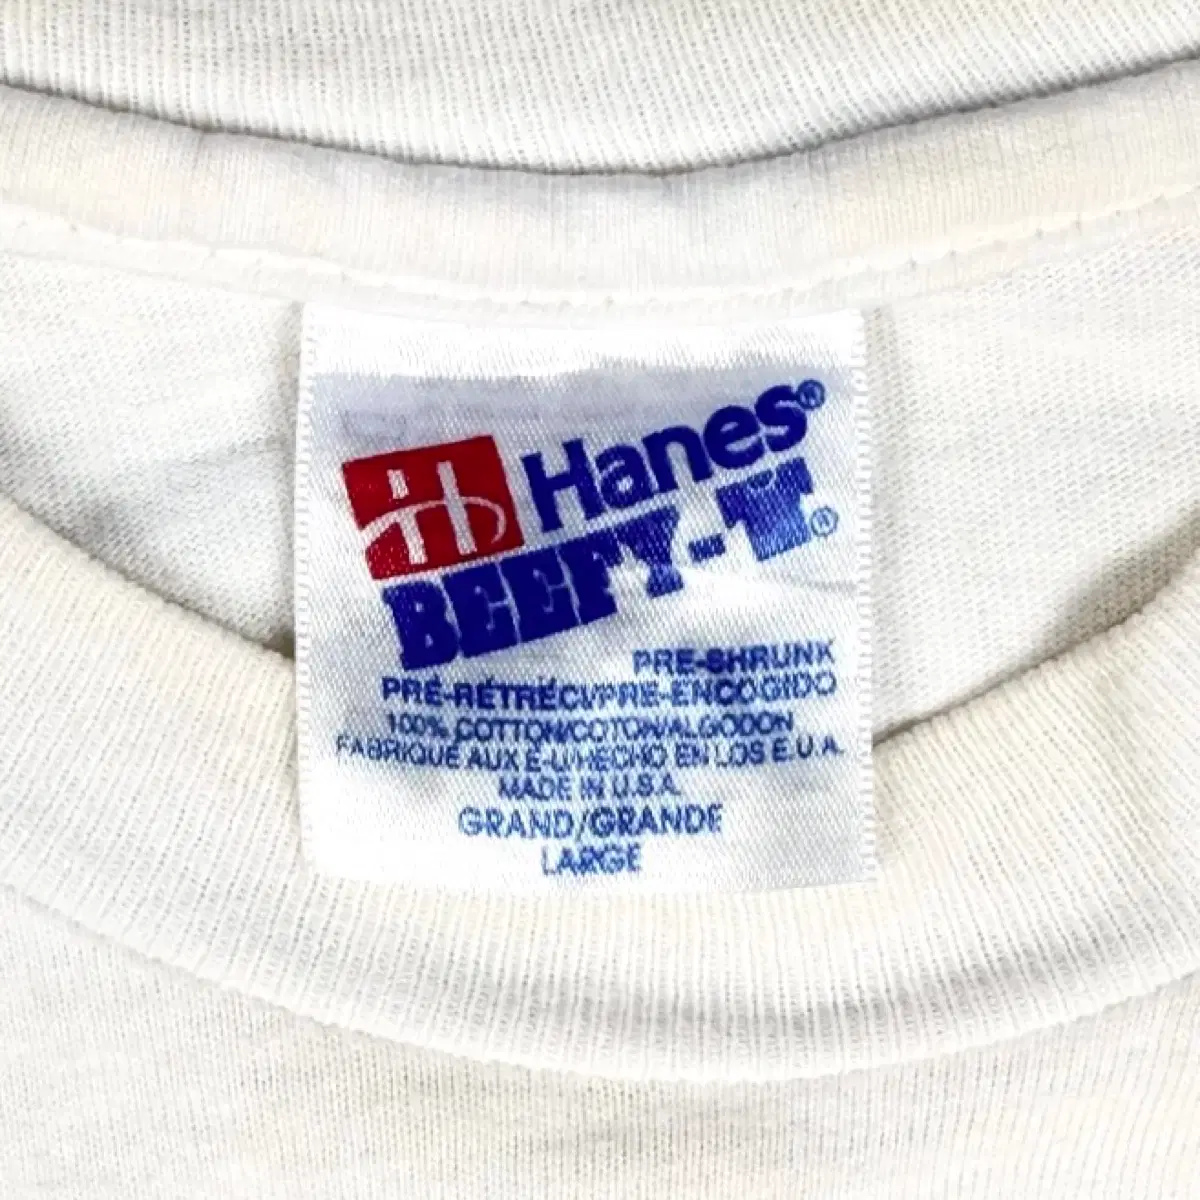 H Hanes®
BEEFY-T®
PRE-SHRUNK
PRÉ-RÉTRÉCI/PRE-ENCOGIDO
100% COTTON/COTON/ALGODON
FABRIQUÉ AUX É-U/HECHO EN LOS E.U.A.
MADE IN U.S.A.
GRAND/GRANDE
LARGE